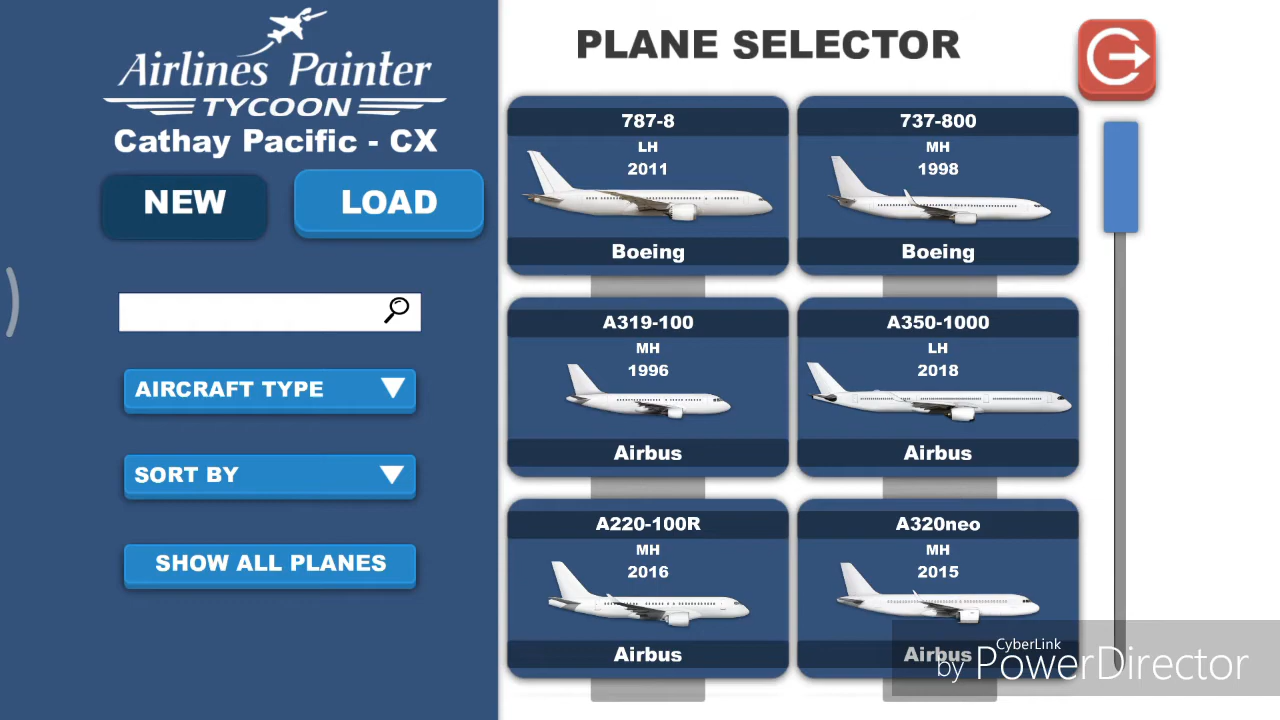 Airlines Painter
TYCOON
Cathay Pacific - CX
NEW
LOAD
AIRCRAFT TYPE
SORT BY
SHOW ALL PLANES
PLANE SELECTOR
787-8
LH
2011
Boeing
737-800
MH
1998
Boeing
A319-100
MH
1996
Airbus
A350-1000
LH
2018
Airbus
A220-100R
MH
2016
Airbus
A320neo
MH
2015
Airbus
CyberLink
by PowerDirector